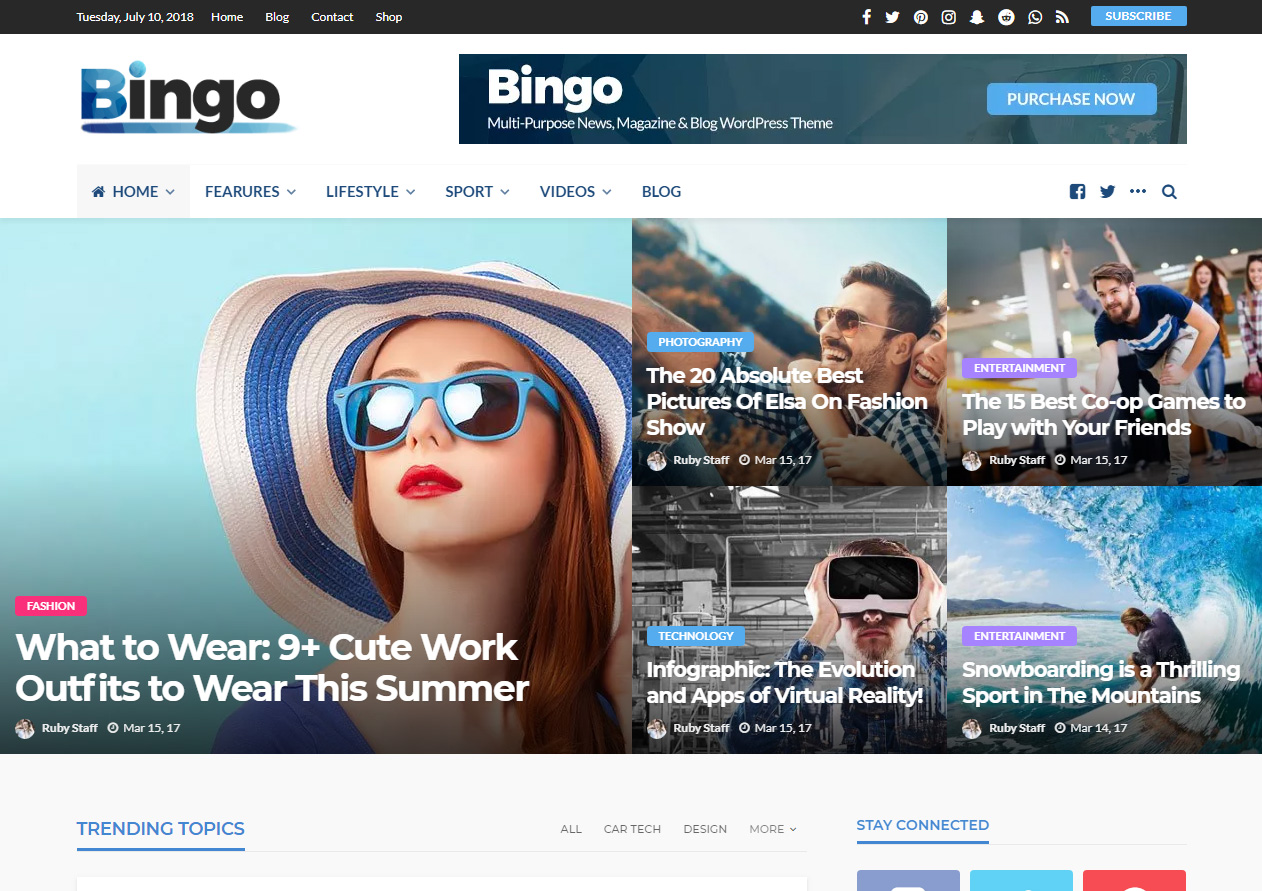 Tuesday, July 10, 2018 Home Blog Contact Shop SUBSCRIBE
Bingo
Bingo
Multi-Purpose News, Magazine & Blog WordPress Theme
PURCHASE NOW
HOME FEARURES LIFESTYLE SPORT VIDEOS BLOG
FASHION
What to Wear: 9+ Cute Work
Outfits to Wear This Summer
Ruby Staff Mar 15, 17
PHOTOGRAPHY
The 20 Absolute Best
Pictures Of Elsa On Fashion
Show
Ruby Staff Mar 15, 17
ENTERTAINMENT
The 15 Best Co-op Games to
Play with Your Friends
Ruby Staff Mar 15, 17
TECHNOLOGY
Infographic: The Evolution
and Apps of Virtual Reality!
Ruby Staff Mar 15, 17
ENTERTAINMENT
Snowboarding is a Thrilling
Sport in The Mountains
Ruby Staff Mar 14, 17
TRENDING TOPICS
ALL CAR TECH DESIGN MORE
STAY CONNECTED